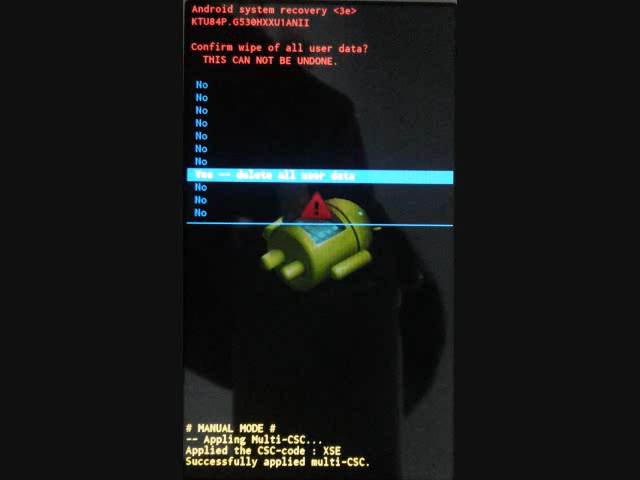 Android system recovery <3e>
KTU84P.G530HXXU1ANII
Confirm wipe of all user data?
THIS CAN NOT BE UNDONE.
No
No
No
No
No
No
No
Yes -- delete all user data
No
No
No
# MANUAL MODE #
-- Appling Multi-CSC...
Applied the CSC-code : XSE
Successfully applied multi-CSC.